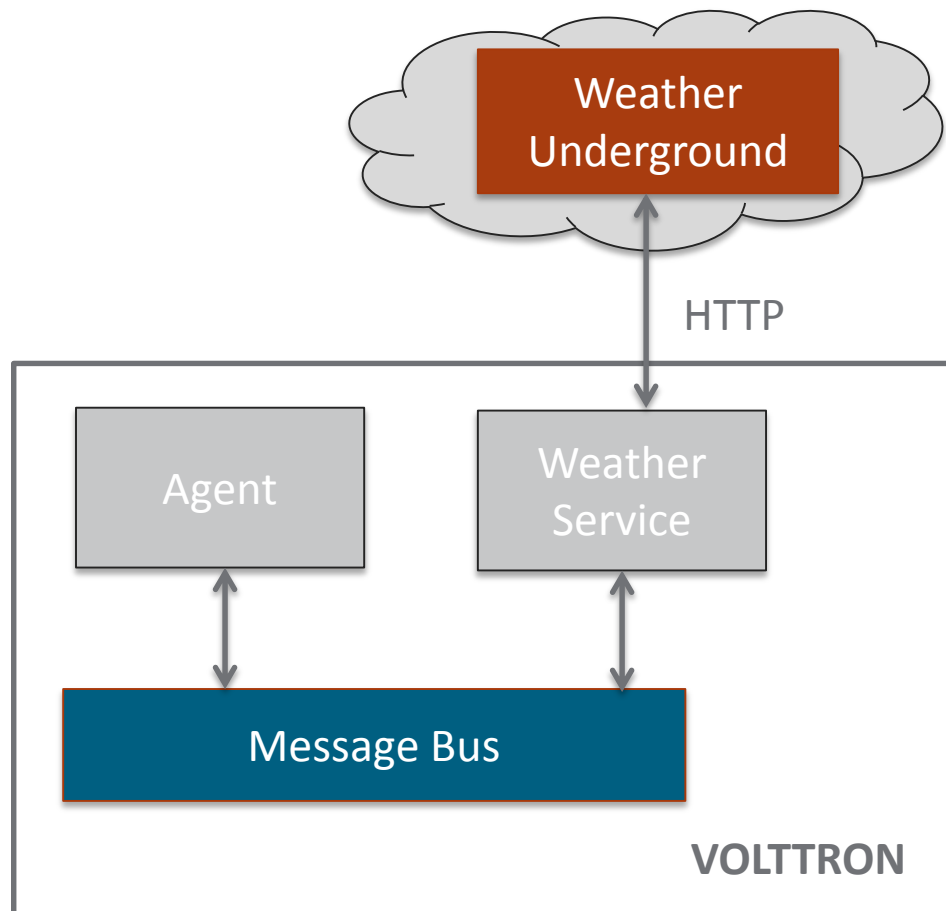 Weather
Underground
HTTP
Agent
Weather
Service
Message Bus
VOLTTRON